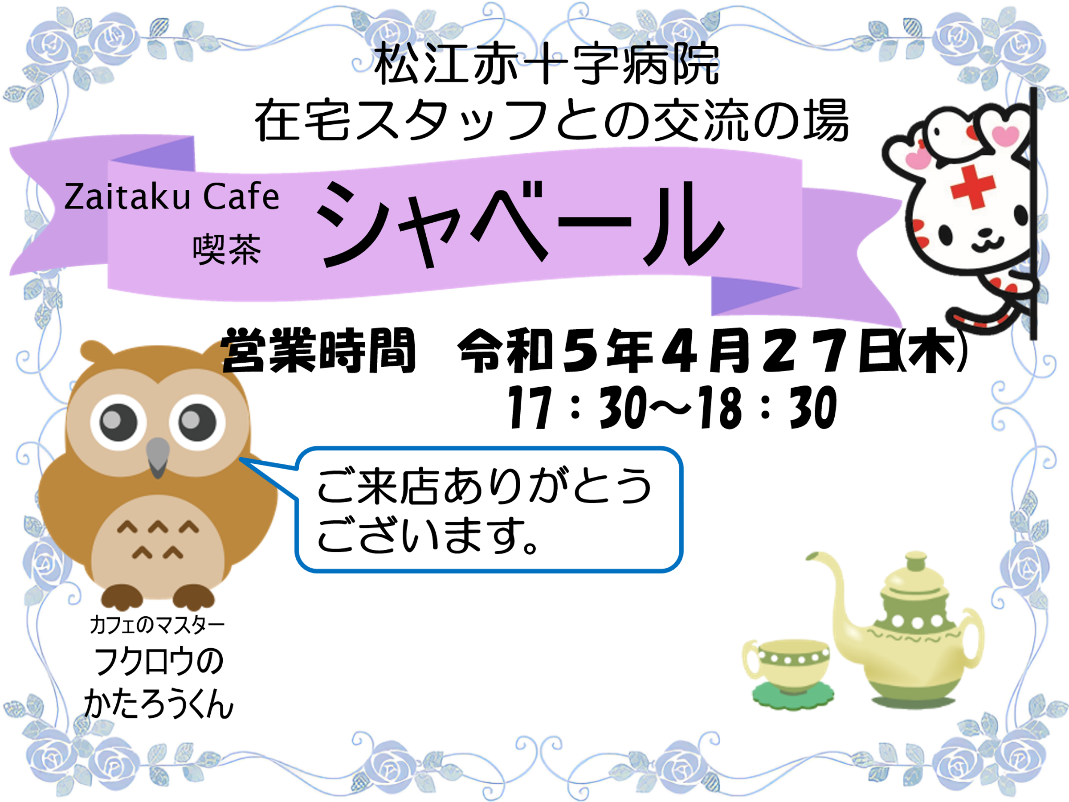 松江赤十字病院
在宅スタッフとの交流の場
Zaitaku Cafe
喫茶
シャベール
営業時間 令和５年４月２７日(木)
17：30～18：30
ご来店ありがとう
ございます。
カフェのマスター
フクロウの
かたろうくん